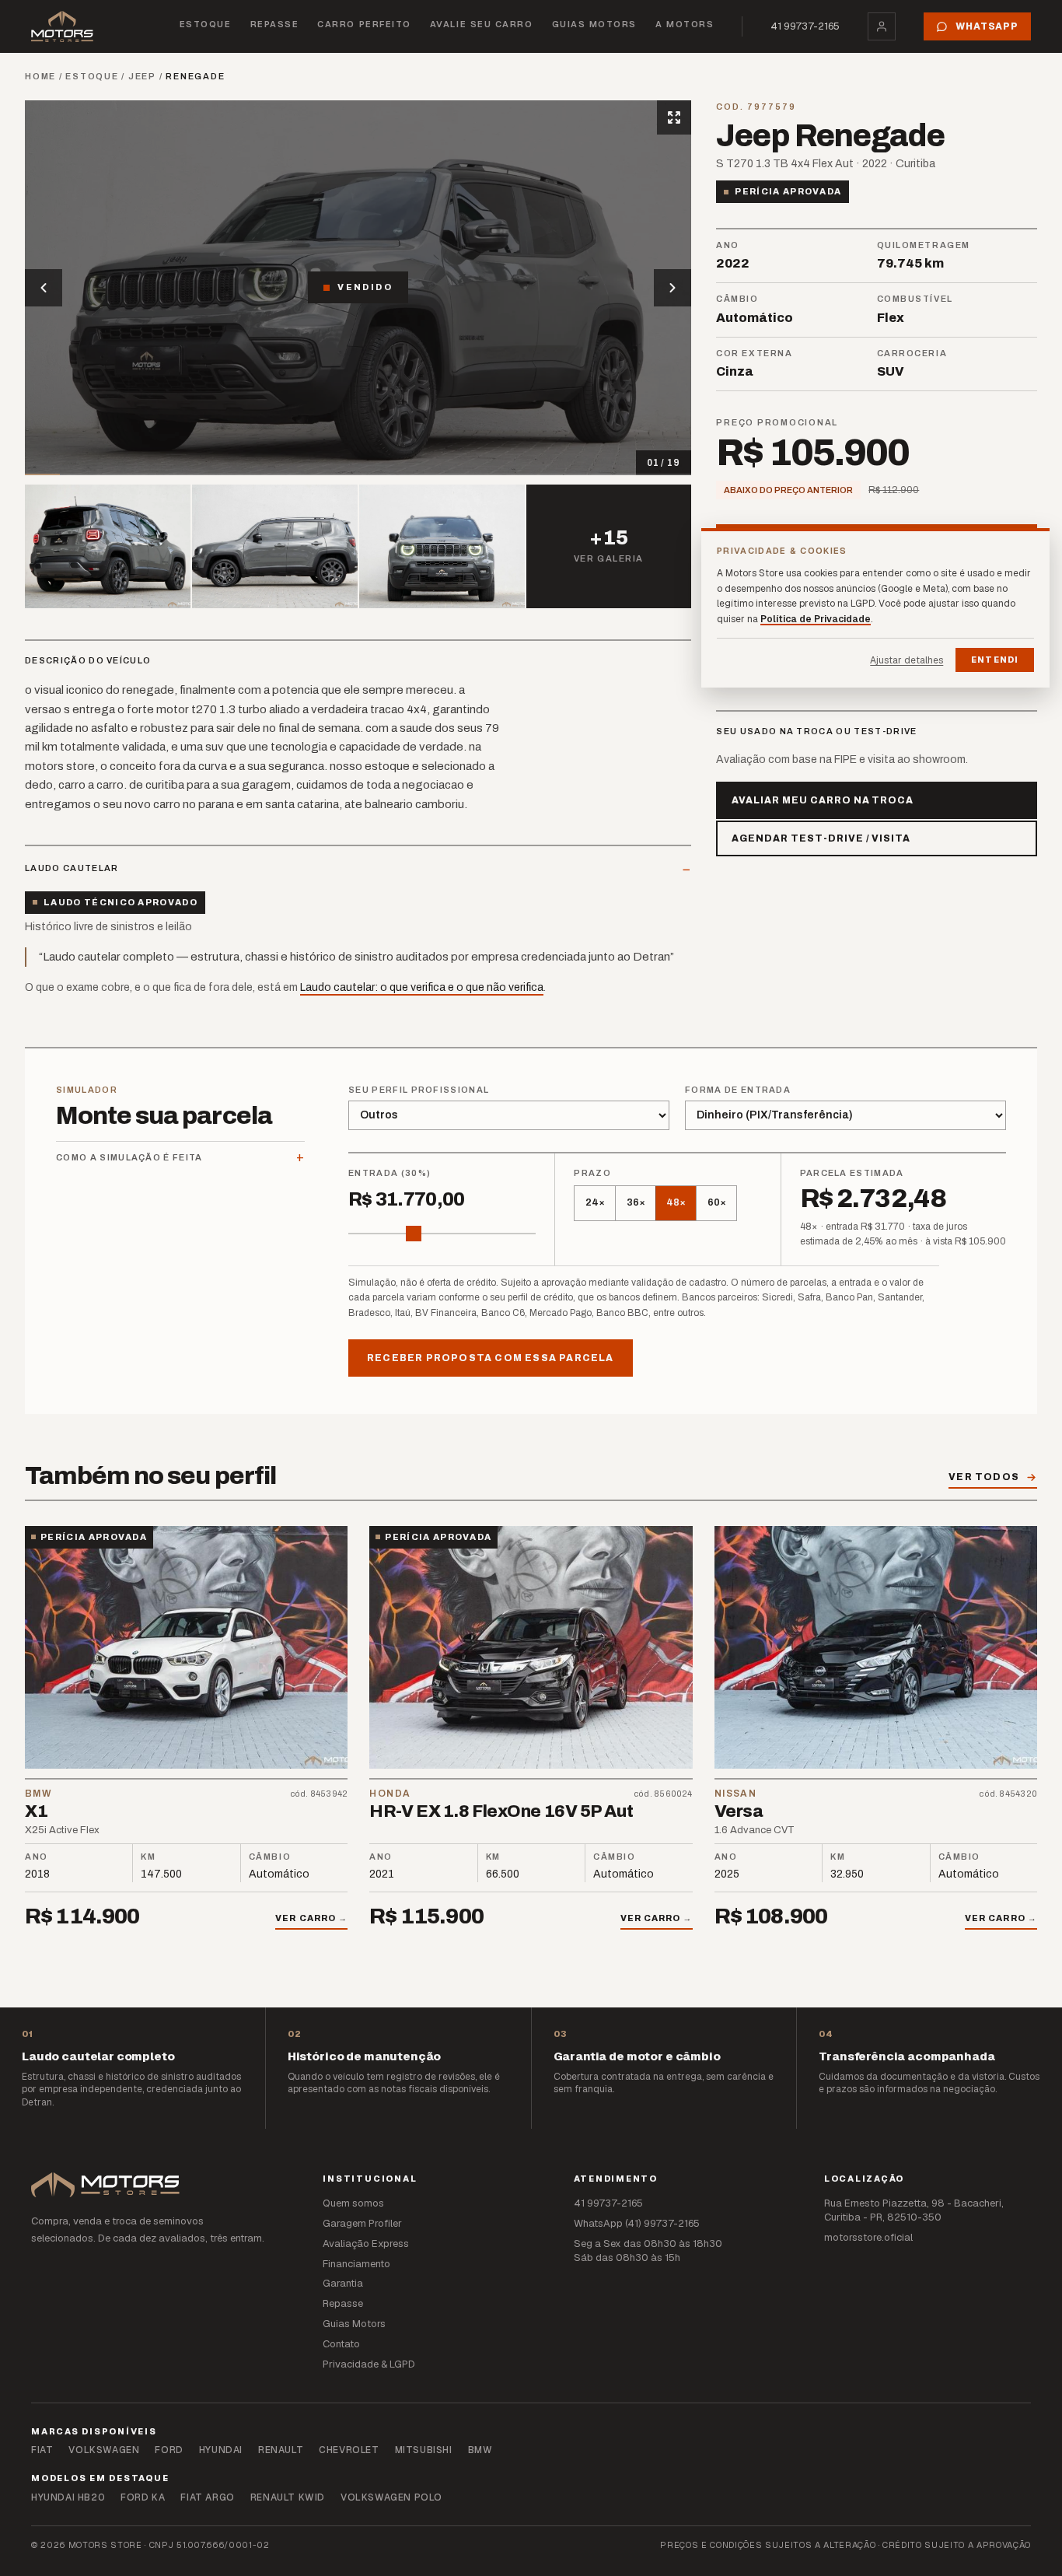 MOTORS
STORE
ESTOQUE REPASSE CARRO PERFEITO AVALIE SEU CARRO GUIAS MOTORS A MOTORS 41 99737-2165 WHATSAPP
HOME / ESTOQUE / JEEP / RENEGADE
VENDIDO
MOTORS
01 / 19
+15
VER GALERIA
COD. 7977579
Jeep Renegade
S T270 1.3 TB 4x4 Flex Aut · 2022 · Curitiba
PERÍCIA APROVADA
ANO QUILOMETRAGEM
2022 79.745 km
CÂMBIO COMBUSTÍVEL
Automático Flex
COR EXTERNA CARROCERIA
Cinza SUV
PREÇO PROMOCIONAL
R$ 105.900
ABAIXO DO PREÇO ANTERIOR R$ 112.900
PRIVACIDADE & COOKIES
A Motors Store usa cookies para entender como o site é usado e medir
o desempenho dos nossos anúncios (Google e Meta), com base no
legítimo interesse previsto na LGPD. Você pode ajustar isso quando
quiser na Política de Privacidade.
Ajustar detalhes ENTENDI
SEU USADO NA TROCA OU TEST-DRIVE
Avaliação com base na FIPE e visita ao showroom.
AVALIAR MEU CARRO NA TROCA
AGENDAR TEST-DRIVE / VISITA
DESCRIÇÃO DO VEÍCULO
o visual iconico do renegade, finalmente com a potencia que ele sempre mereceu. a
versao s entrega o forte motor t270 1.3 turbo aliado a verdadeira tracao 4x4, garantindo
agilidade no asfalto e robustez para sair dele no final de semana. com a saude dos seus 79
mil km totalmente validada, e uma suv que une tecnologia e capacidade de verdade. na
motors store, o conceito fora da curva e a sua seguranca. nosso estoque e selecionado a
dedo, carro a carro. de curitiba para a sua garagem, cuidamos de toda a negociacao e
entregamos o seu novo carro no parana e em santa catarina, ate balneario camboriu.
LAUDO CAUTELAR −
LAUDO TÉCNICO APROVADO
Histórico livre de sinistros e leilão
“Laudo cautelar completo — estrutura, chassi e histórico de sinistro auditados por empresa credenciada junto ao Detran”
O que o exame cobre, e o que fica de fora dele, está em Laudo cautelar: o que verifica e o que não verifica.
SIMULADOR
Monte sua parcela
COMO A SIMULAÇÃO É FEITA +
SEU PERFIL PROFISSIONAL FORMA DE ENTRADA
Outros Dinheiro (PIX/Transferência)
ENTRADA (30%)
R$ 31.770,00
PRAZO
24× 36× 48× 60×
PARCELA ESTIMADA
R$ 2.732,48
48× · entrada R$ 31.770 · taxa de juros
estimada de 2,45% ao mês · à vista R$ 105.900
Simulação, não é oferta de crédito. Sujeito a aprovação mediante validação de cadastro. O número de parcelas, a entrada e o valor de
cada parcela variam conforme o seu perfil de crédito, que os bancos definem. Bancos parceiros: Sicredi, Safra, Banco Pan, Santander,
Bradesco, Itaú, BV Financeira, Banco C6, Mercado Pago, Banco BBC, entre outros.
RECEBER PROPOSTA COM ESSA PARCELA
Também no seu perfil
VER TODOS →
PERÍCIA APROVADA
BMW cód. 8453942
X1
X25i Active Flex
ANO KM CÂMBIO
2018 147.500 Automático
R$ 114.900 VER CARRO →
PERÍCIA APROVADA
HONDA cód. 8560024
HR-V EX 1.8 FlexOne 16V 5P Aut
ANO KM CÂMBIO
2021 66.500 Automático
R$ 115.900 VER CARRO →
NISSAN cód. 8454320
Versa
1.6 Advance CVT
ANO KM CÂMBIO
2025 32.950 Automático
R$ 108.900 VER CARRO →
01
Laudo cautelar completo
Estrutura, chassi e histórico de sinistro auditados
por empresa independente, credenciada junto ao
Detran.
02
Histórico de manutenção
Quando o veículo tem registro de revisões, ele é
apresentado com as notas fiscais disponíveis.
03
Garantia de motor e câmbio
Cobertura contratada na entrega, sem carência e
sem franquia.
04
Transferência acompanhada
Cuidamos da documentação e da vistoria. Custos
e prazos são informados na negociação.
MOTORS
STORE
Compra, venda e troca de seminovos
selecionados. De cada dez avaliados, três entram.
INSTITUCIONAL
Quem somos
Garagem Profiler
Avaliação Express
Financiamento
Garantia
Repasse
Guias Motors
Contato
Privacidade & LGPD
ATENDIMENTO
41 99737-2165
WhatsApp (41) 99737-2165
Seg a Sex das 08h30 às 18h30
Sáb das 08h30 às 15h
LOCALIZAÇÃO
Rua Ernesto Piazzetta, 98 - Bacacheri,
Curitiba - PR, 82510-350
motorsstore.oficial
MARCAS DISPONÍVEIS
FIAT VOLKSWAGEN FORD HYUNDAI RENAULT CHEVROLET MITSUBISHI BMW
MODELOS EM DESTAQUE
HYUNDAI HB20 FORD KA FIAT ARGO RENAULT KWID VOLKSWAGEN POLO
© 2026 MOTORS STORE · CNPJ 51.007.666/0001-02
PREÇOS E CONDIÇÕES SUJEITOS A ALTERAÇÃO · CRÉDITO SUJEITO A APROVAÇÃO